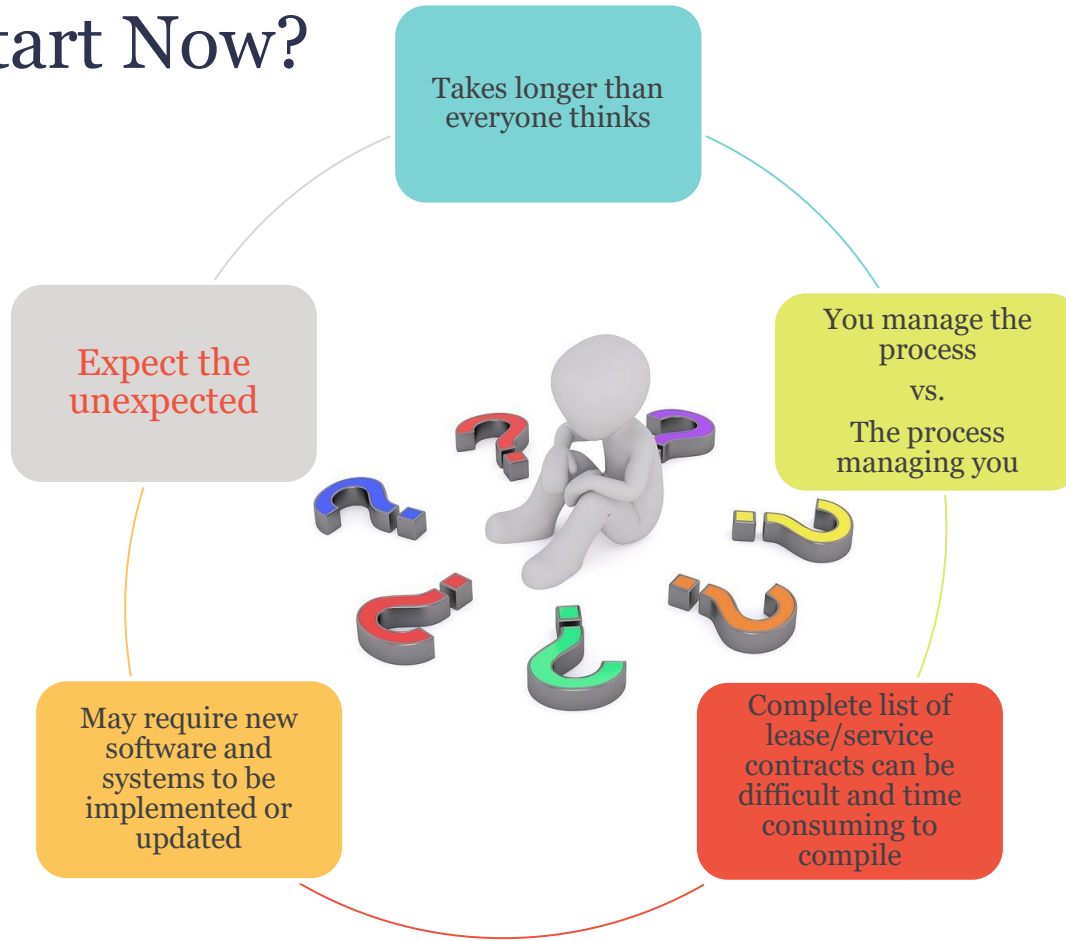 tart Now?
Takes longer than
everyone thinks
You manage the
process
vs.
The process
managing you
Complete list of
lease/service
contracts can be
difficult and time
consuming to
compile
May require new
software and
systems to be
implemented or
updated
Expect the
unexpected